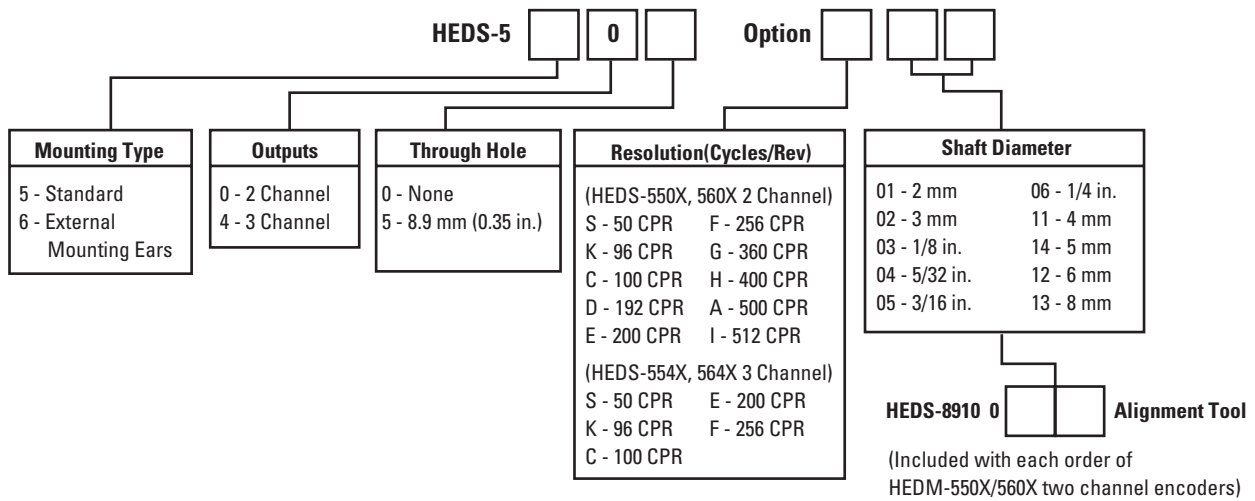 HEDS-5 0 Option
Mounting Type
5 - Standard
6 - External
Mounting Ears
Outputs
0 - 2 Channel
4 - 3 Channel
Through Hole
0 - None
5 - 8.9 mm (0.35 in.)
Resolution(Cycles/Rev)
(HEDS-550X, 560X 2 Channel)
S - 50 CPR F - 256 CPR
K - 96 CPR G - 360 CPR
C - 100 CPR H - 400 CPR
D - 192 CPR A - 500 CPR
E - 200 CPR I - 512 CPR
(HEDS-554X, 564X 3 Channel)
S - 50 CPR E - 200 CPR
K - 96 CPR F - 256 CPR
C - 100 CPR
Shaft Diameter
01 - 2 mm 06 - 1/4 in.
02 - 3 mm 11 - 4 mm
03 - 1/8 in. 14 - 5 mm
04 - 5/32 in. 12 - 6 mm
05 - 3/16 in. 13 - 8 mm
HEDS-8910 0 Alignment Tool
(Included with each order of
HEDM-550X/560X two channel encoders)